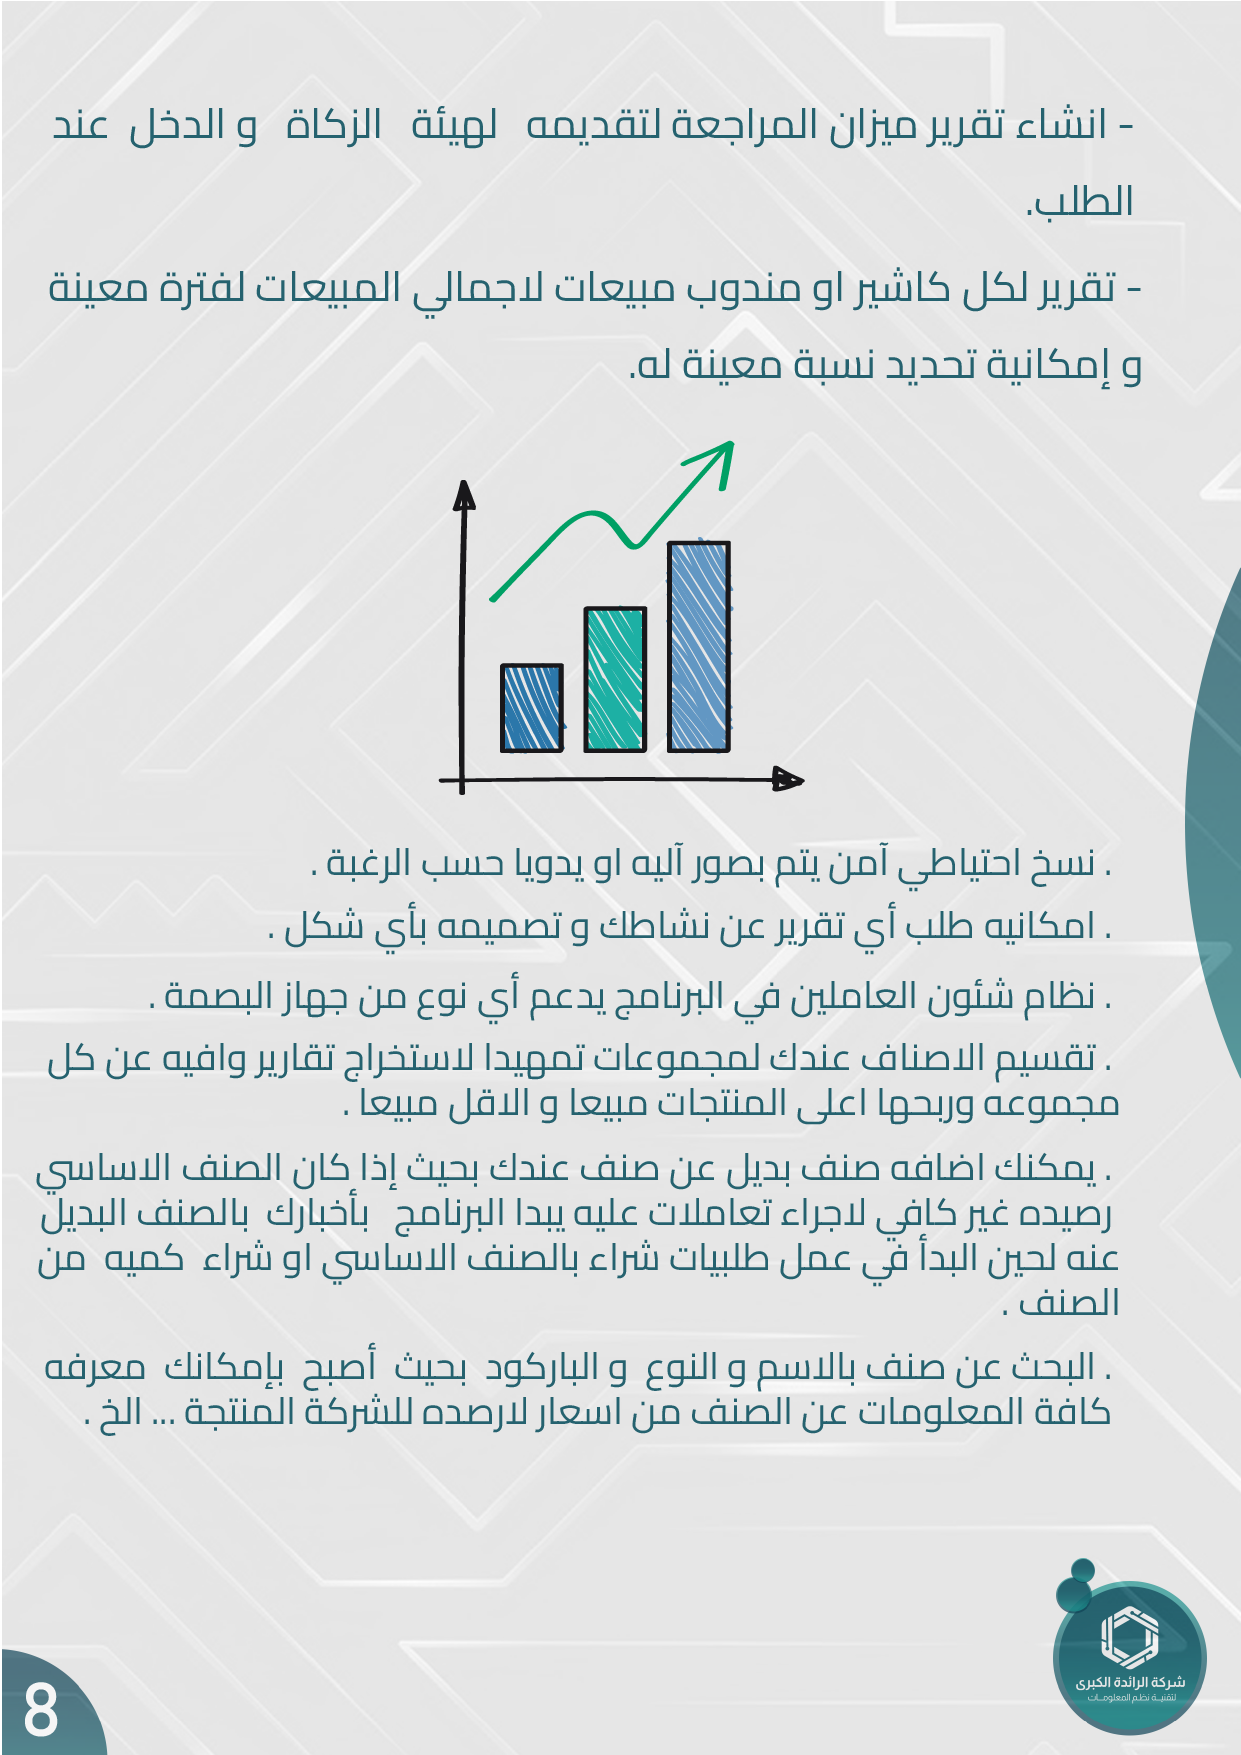 - انشاء تقرير ميزان المراجعة لتقديمه لهيئة الزكاة و الدخل عند
الطلب.
- تقرير لكل كاشير او مندوب مبيعات لاجمالي المبيعات لفترة معينة
و إمكانية تحديد نسبة معينة له.
. نسخ احتياطي آمن يتم بصور آليه او يدويا حسب الرغبة .
. امكانيه طلب أي تقرير عن نشاطك و تصميمه بأي شكل .
. نظام شئون العاملين في البرنامج يدعم أي نوع من جهاز البصمة .
. تقسيم الاصناف عندك لمجموعات تمهيدا لاستخراج تقارير وافيه عن كل
مجموعه وربحها اعلى المنتجات مبيعا و الاقل مبيعا .
. يمكنك اضافه صنف بديل عن صنف عندك بحيث إذا كان الصنف الاساسي
رصيده غير كافي لاجراء تعاملات عليه يبدا البرنامج بأخبارك بالصنف البديل
عنه لحين البدأ في عمل طلبيات شراء بالصنف الاساسي او شراء كميه من
الصنف .
. البحث عن صنف بالاسم و النوع و الباركود بحيث أصبح بإمكانك معرفه
كافة المعلومات عن الصنف من اسعار لارصده للشركة المنتجة ... الخ .
شركة الرائدة الكبرى
لتقنيــة نظم المعلومــات
8